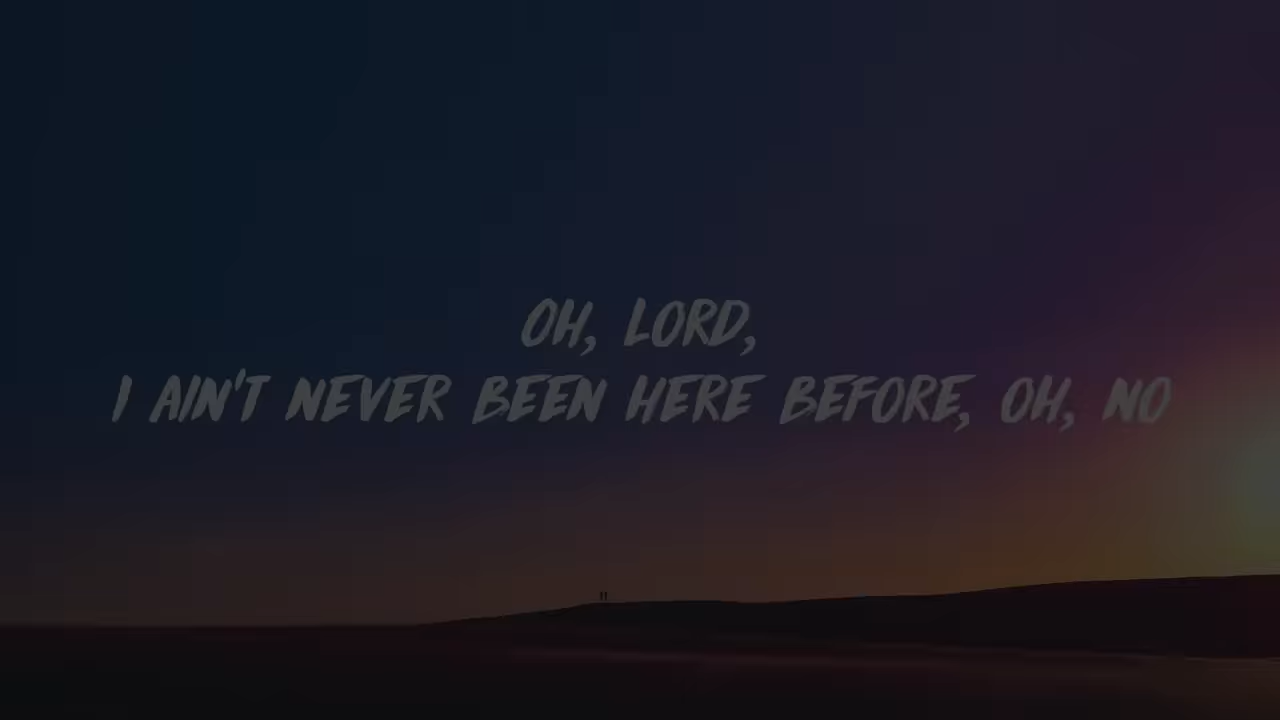 OH, LORD,
I AIN'T NEVER BEEN HERE BEFORE, OH, NO